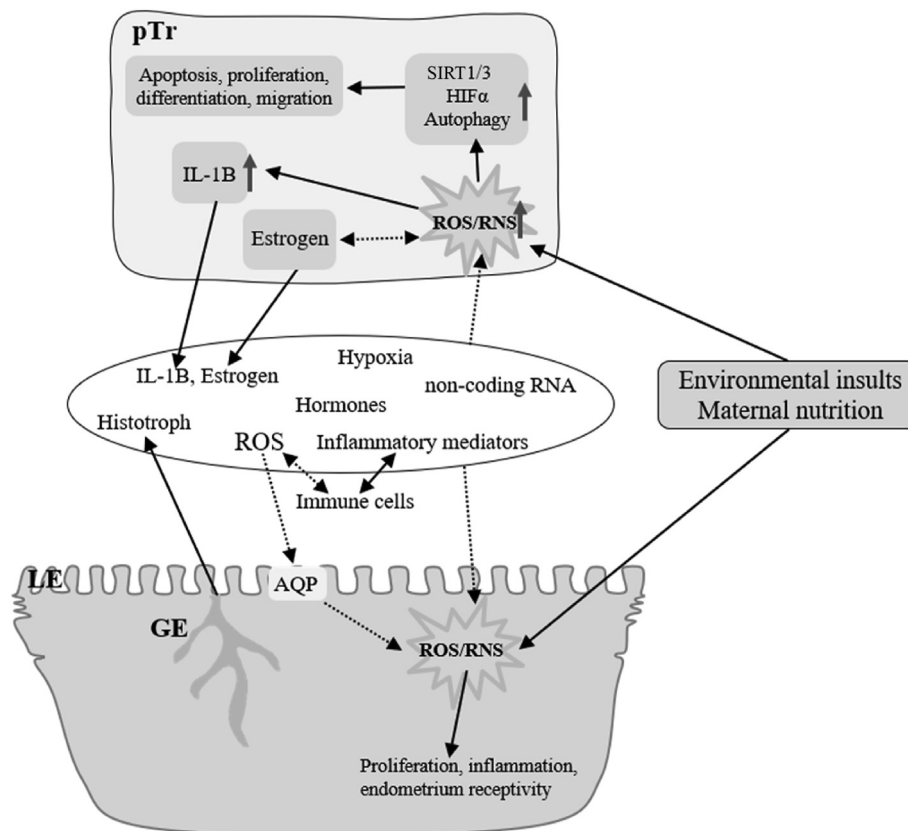 pTr
Apoptosis, proliferation,
differentiation, migration
SIRT1/3
HIFα
Autophagy
IL-1B
ROS/RNS
Estrogen
Hypoxia
IL-1B, Estrogen
non-coding RNA
Hormones
Histotroph
ROS
Inflammatory mediators
Immune cells
Environmental insults
Maternal nutrition
LE
AQP
GE
ROS/RNS
Proliferation, inflammation,
endometrium receptivity